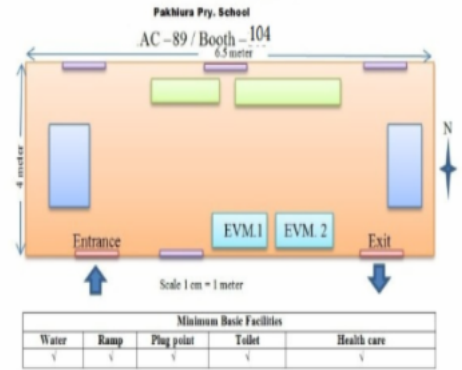 Pakhiura Pry. School
AC –89 / Booth – 104
6.5 meter
4 meter
N
EVM.1 EVM. 2
Entrance Exit
Scale 1 cm = 1 meter
Minimum Basic Facilities
Water Ramp Plug point Toilet Health care
√ √ √ √ √